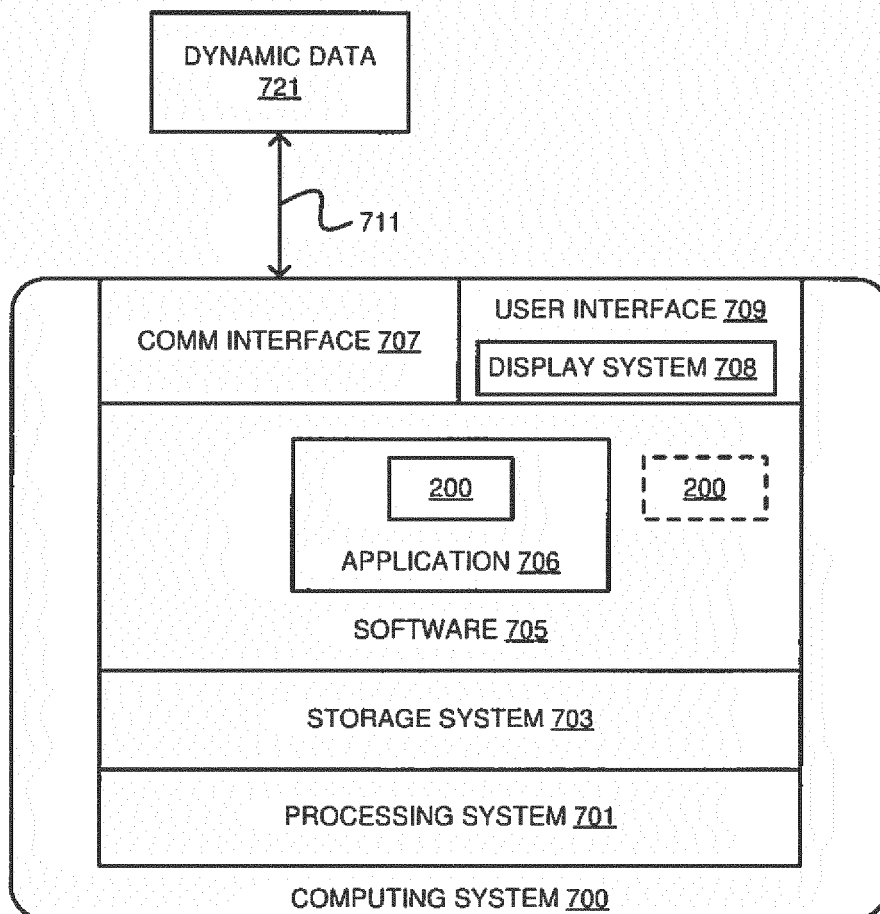 DYNAMIC DATA
721
711
COMM INTERFACE 707
USER INTERFACE 709
DISPLAY SYSTEM 708
200
200
APPLICATION 706
SOFTWARE 705
STORAGE SYSTEM 703
PROCESSING SYSTEM 701
COMPUTING SYSTEM 700